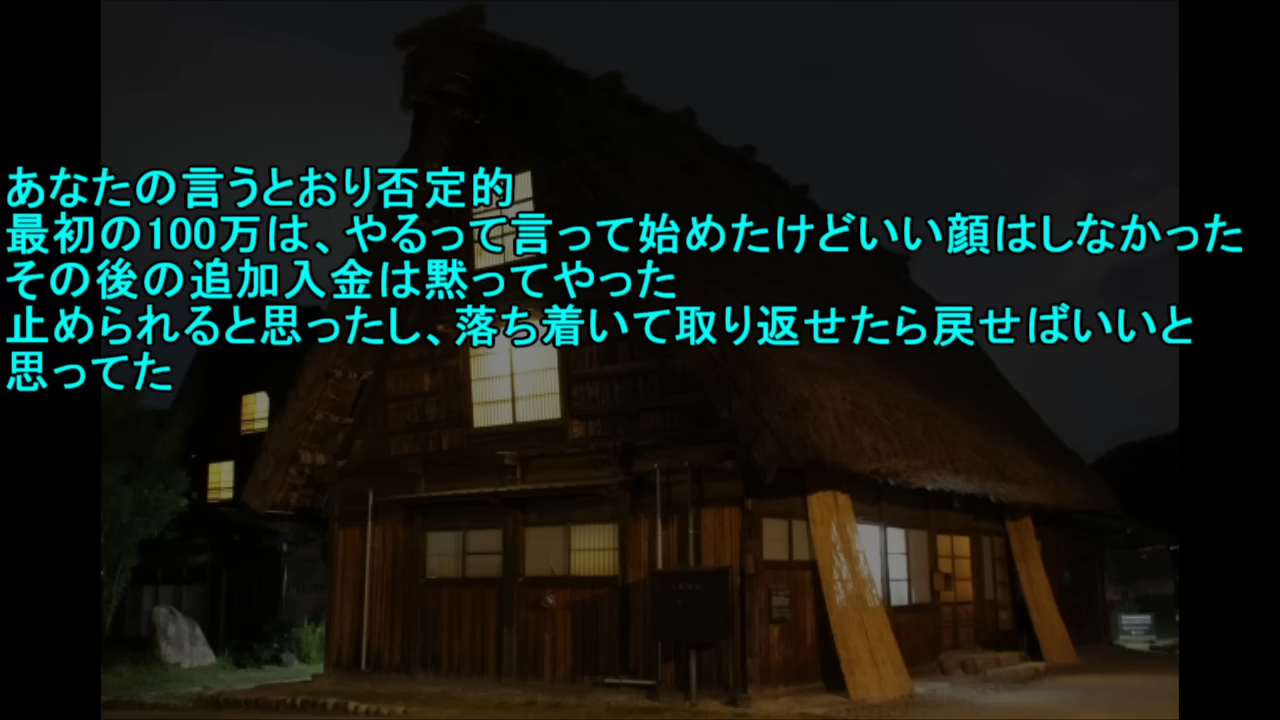 あなたの言うとおり否定的
最初の100万は、やるって言って始めたけどいい顔はしなかった
その後の追加入金は黙ってやった
止められると思ったし、落ち着いて取り返せたら戻せばいいと
思ってた